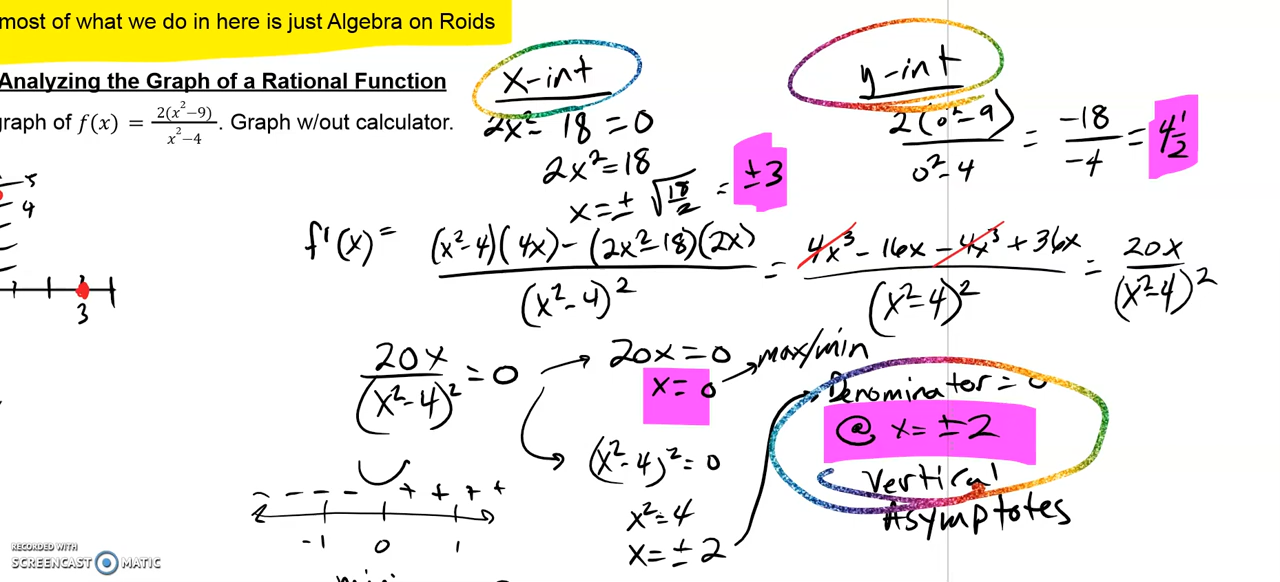 most of what we do in here is just Algebra on Roids
Analyzing the Graph of a Rational Function
graph of f(x) = 2(x²−9)/(x²−4). Graph w/out calculator.
x-int
2x² - 18 = 0
2x² = 18
x = ± √(18/2) = ±3
y-int
2(0²-9)/(0²-4) = -18/-4 = 4 1/2
5
4
3
f'(x) = ((x²-4)(4x) - (2x²-18)(2x))/(x²-4)² = (4x³ - 16x - 4x³ + 36x)/(x²-4)² = 20x/(x²-4)²
20x/(x²-4)² = 0
20x = 0
x = 0
max/min
(x²-4)² = 0
x² = 4
x = ± 2
Denominator = 0
@ x = ±2
Vertical
Asymptotes
- - - - + + + +
-1 0 1
RECORDED WITH
SCREENCAST MATIC